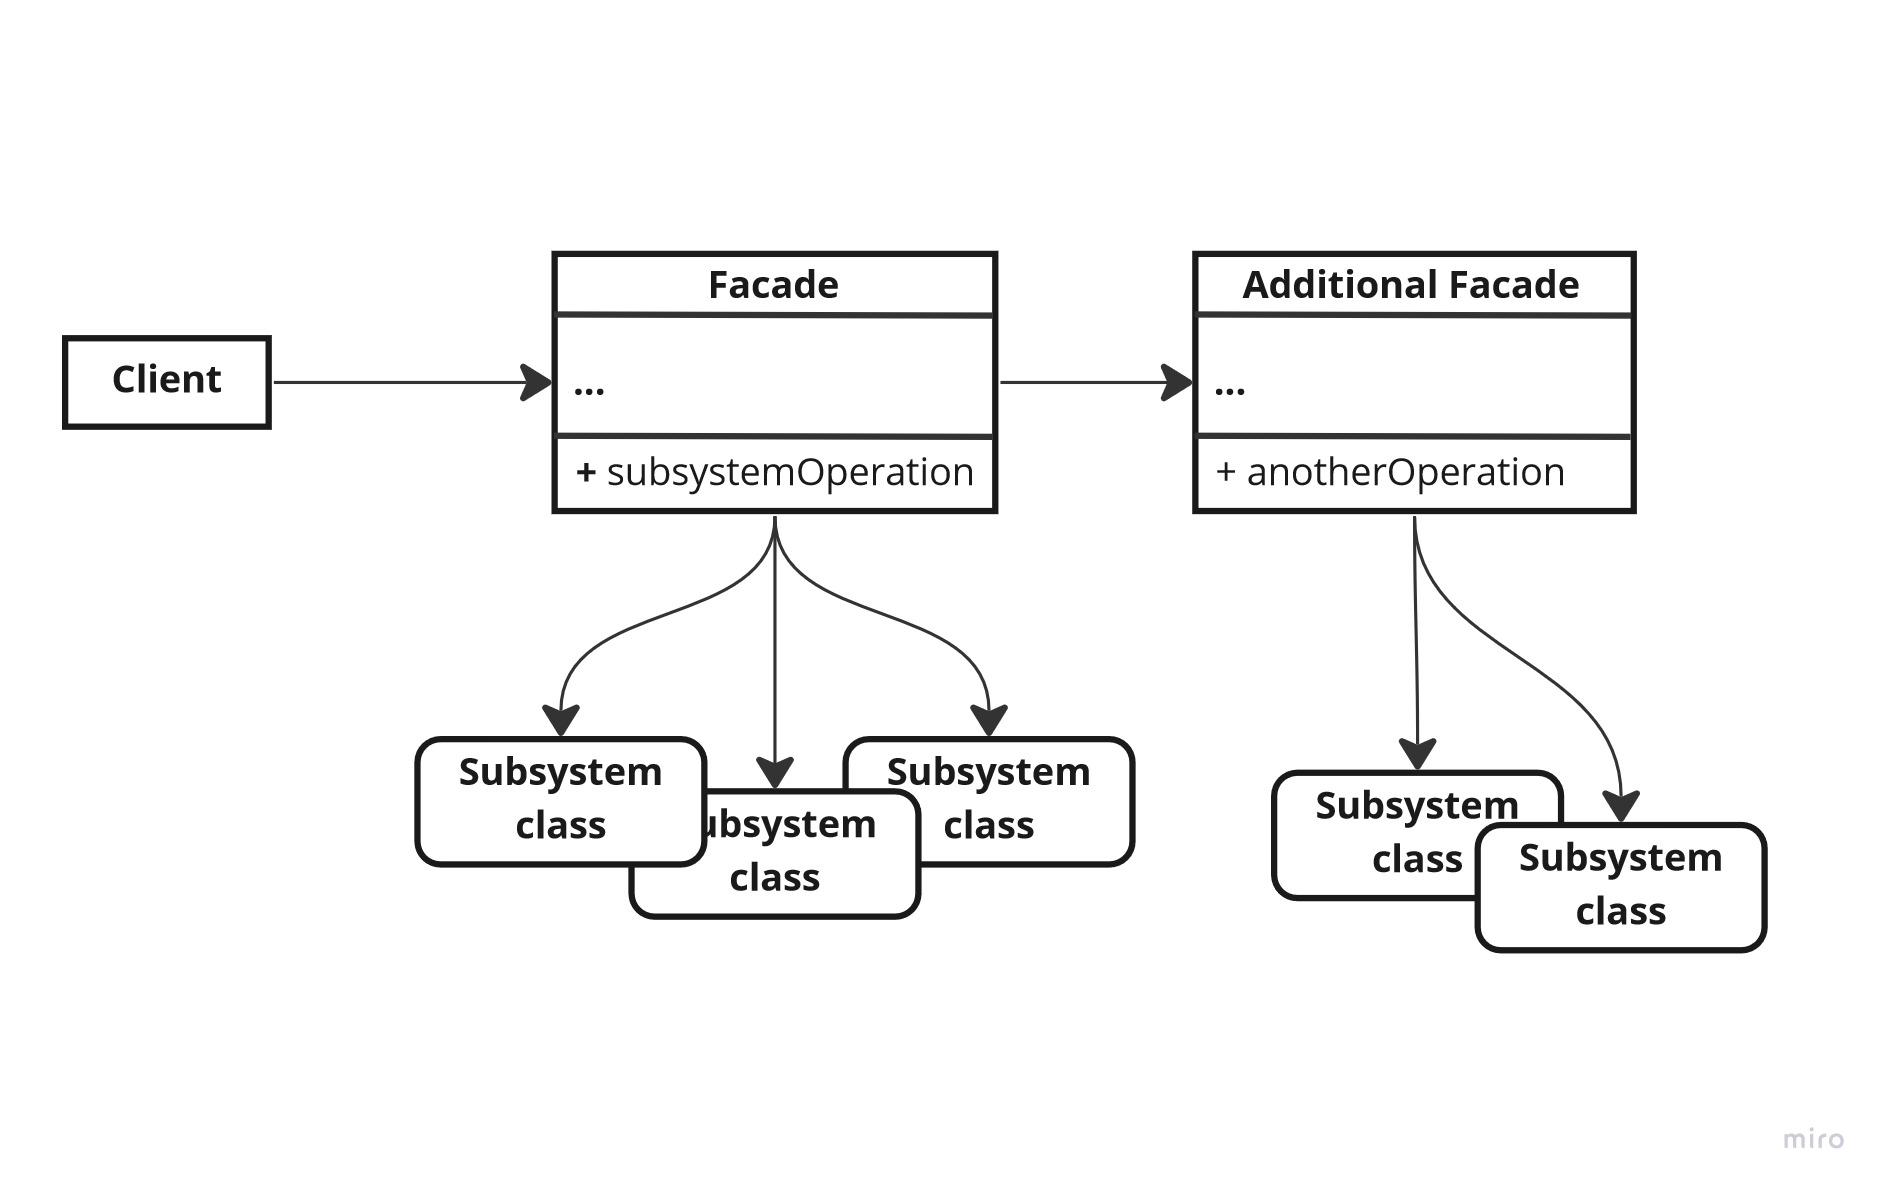 Facade
Additional Facade
Client
...
...
+ subsystemOperation
+ anotherOperation
Subsystem
class
ubsystem
class
Subsystem
class
Subsystem
class
Subsystem
class
miro